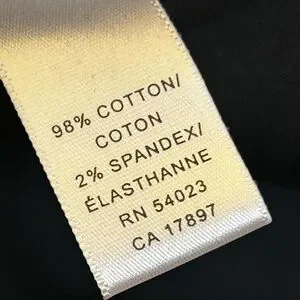 98% COTTON/
COTON
2% SPANDEX/
ÉLASTHANNE
RN 54023
CA 17897